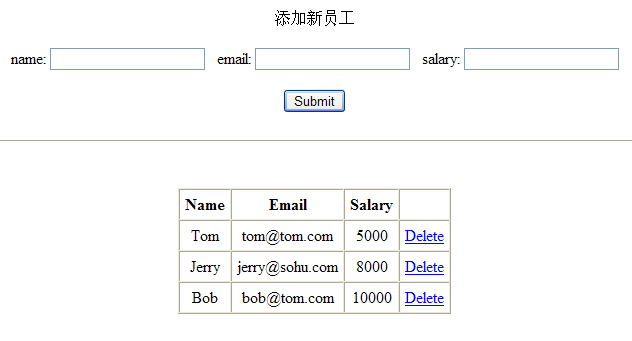 添加新员工
name: email: salary:
Submit
Name Email Salary
Tom tom@tom.com 5000 Delete
Jerry jerry@sohu.com 8000 Delete
Bob bob@tom.com 10000 Delete